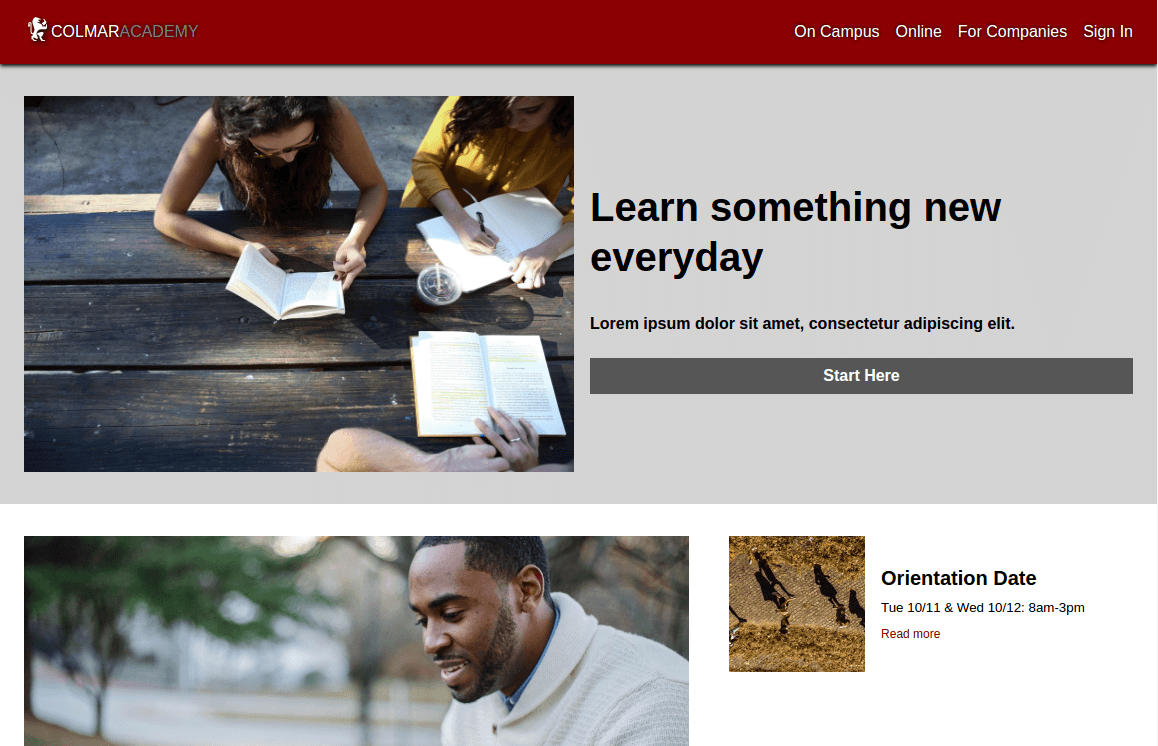 COLMARACADEMY
On Campus Online For Companies Sign In
Learn something new
everyday
Lorem ipsum dolor sit amet, consectetur adipiscing elit.
Start Here
Orientation Date
Tue 10/11 & Wed 10/12: 8am-3pm
Read more